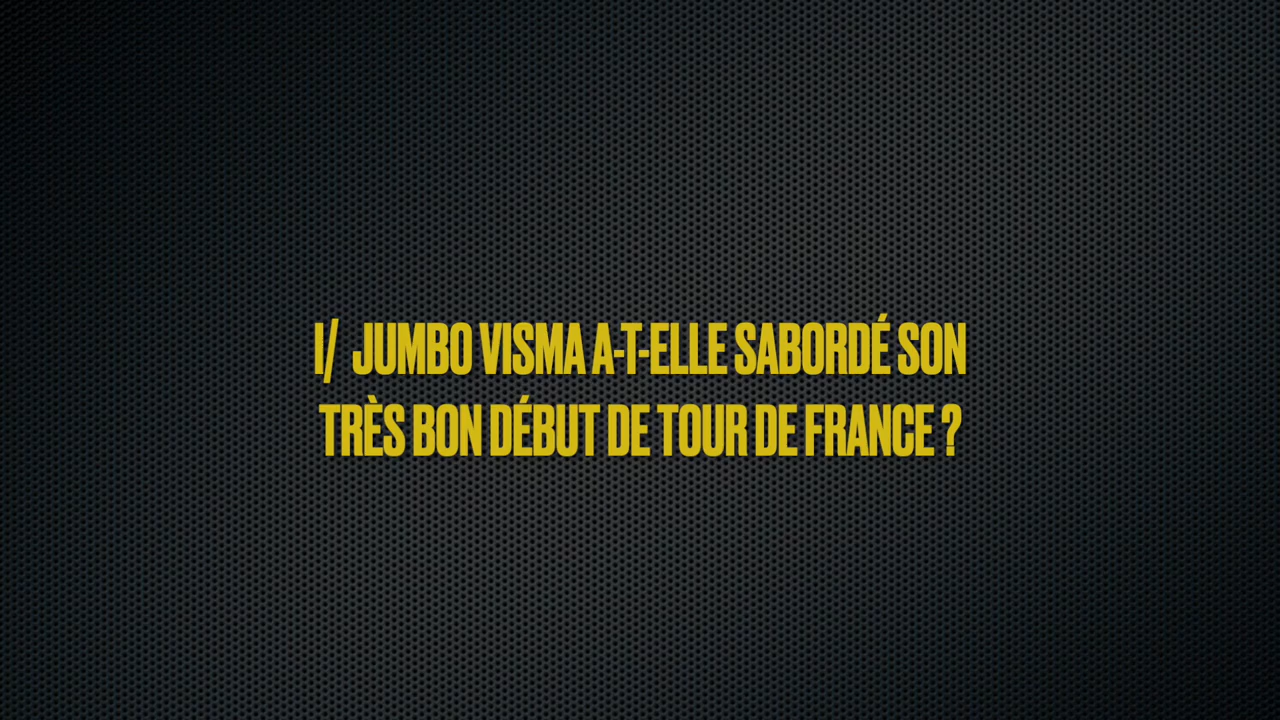 I/ JUMBO VISMA A-T-ELLE SABORDÉ SON
TRÈS BON DÉBUT DE TOUR DE FRANCE ?